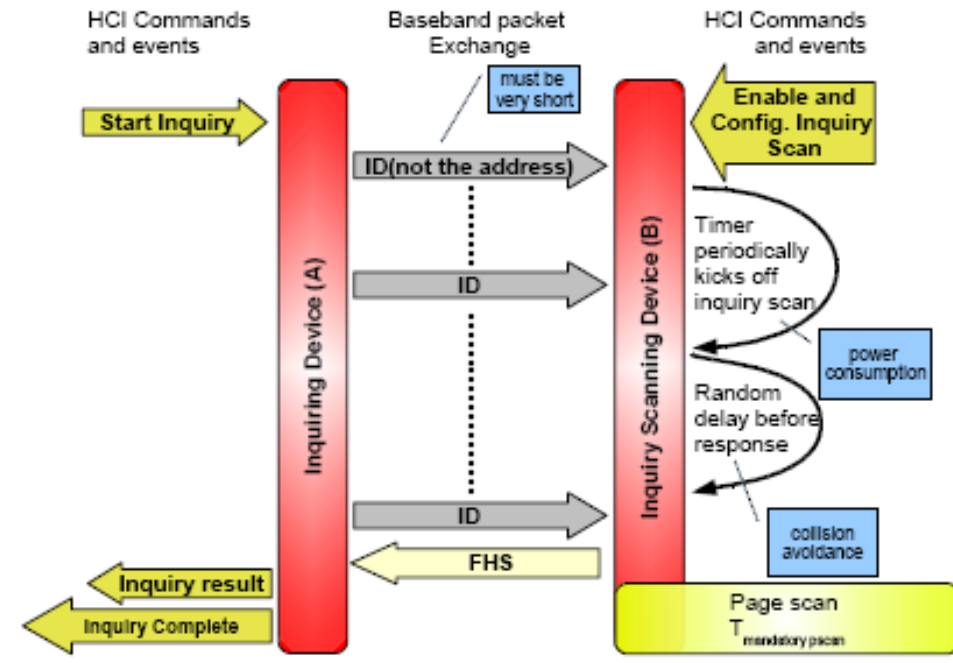 HCI Commands
and events
Baseband packet
Exchange
HCI Commands
and events
must be
very short
Start Inquiry
Enable and
Config. Inquiry
Scan
ID(not the address)
Timer
periodically
kicks off
inquiry scan
ID
power
consumption
Random
delay before
response
Inquiring Device (A)
Inquiry Scanning Device (B)
ID
collision
avoidance
FHS
Inquiry result
Inquiry Complete
Page scan
T mandatory pscan